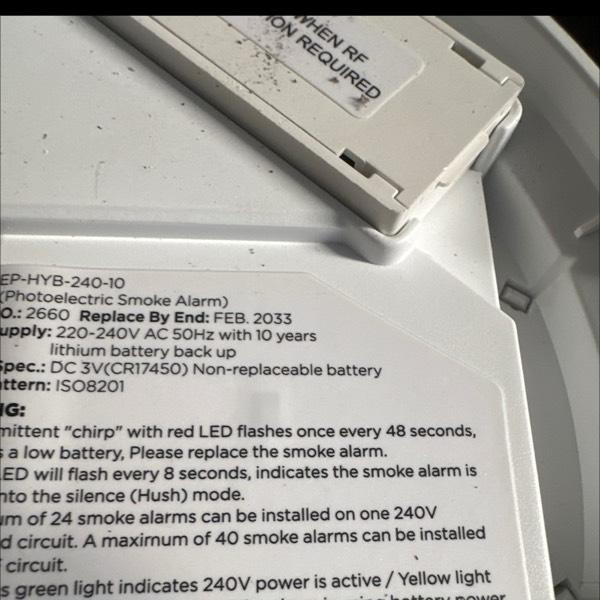 WHEN RF
ION REQUIRED
EP-HYB-240-10
(Photoelectric Smoke Alarm)
O.: 2660 Replace By End: FEB. 2033
upply: 220-240V AC 50Hz with 10 years
lithium battery back up
Spec.: DC 3V(CR17450) Non-replaceable battery
ttern: ISO8201
IG:
mittent "chirp" with red LED flashes once every 48 seconds,
s a low battery, Please replace the smoke alarm.
LED will flash every 8 seconds, indicates the smoke alarm is
nto the silence (Hush) mode.
um of 24 smoke alarms can be installed on one 240V
d circuit. A maximum of 40 smoke alarms can be installed
circuit.
s green light indicates 240V power is active / Yellow light
battery power